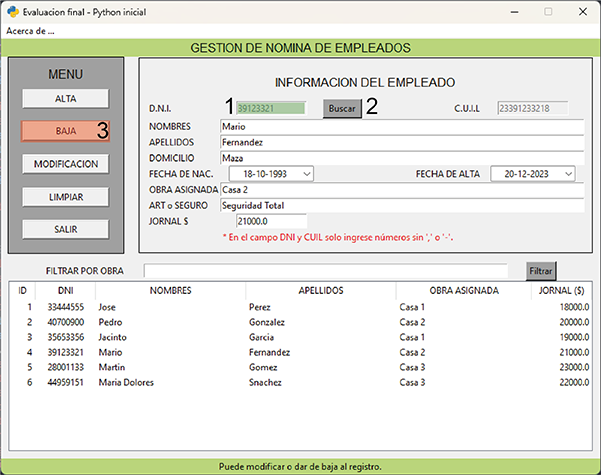 Evaluacion final - Python inicial
Acerca de ...
GESTION DE NOMINA DE EMPLEADOS
MENU
ALTA
BAJA 3
MODIFICACION
LIMPIAR
SALIR
INFORMACION DEL EMPLEADO
D.N.I. 1 39123321 Buscar 2 C.U.I.L 23391233218
NOMBRES Mario
APELLIDOS Fernandez
DOMICILIO Maza
FECHA DE NAC. 18-10-1993 FECHA DE ALTA 20-12-2023
OBRA ASIGNADA Casa 2
ART o SEGURO Seguridad Total
JORNAL $ 21000.0
* En el campo DNI y CUIL solo ingrese números sin ',' o '-'.
FILTRAR POR OBRA Filtrar
ID DNI NOMBRES APELLIDOS OBRA ASIGNADA JORNAL ($)
1 33444555 Jose Perez Casa 1 18000.0
2 40700900 Pedro Gonzalez Casa 2 20000.0
3 35653356 Jacinto Garcia Casa 1 19000.0
4 39123321 Mario Fernandez Casa 2 21000.0
5 28001133 Martin Gomez Casa 3 23000.0
6 44959151 Maria Dolores Snachez Casa 3 22000.0
Puede modificar o dar de baja al registro.